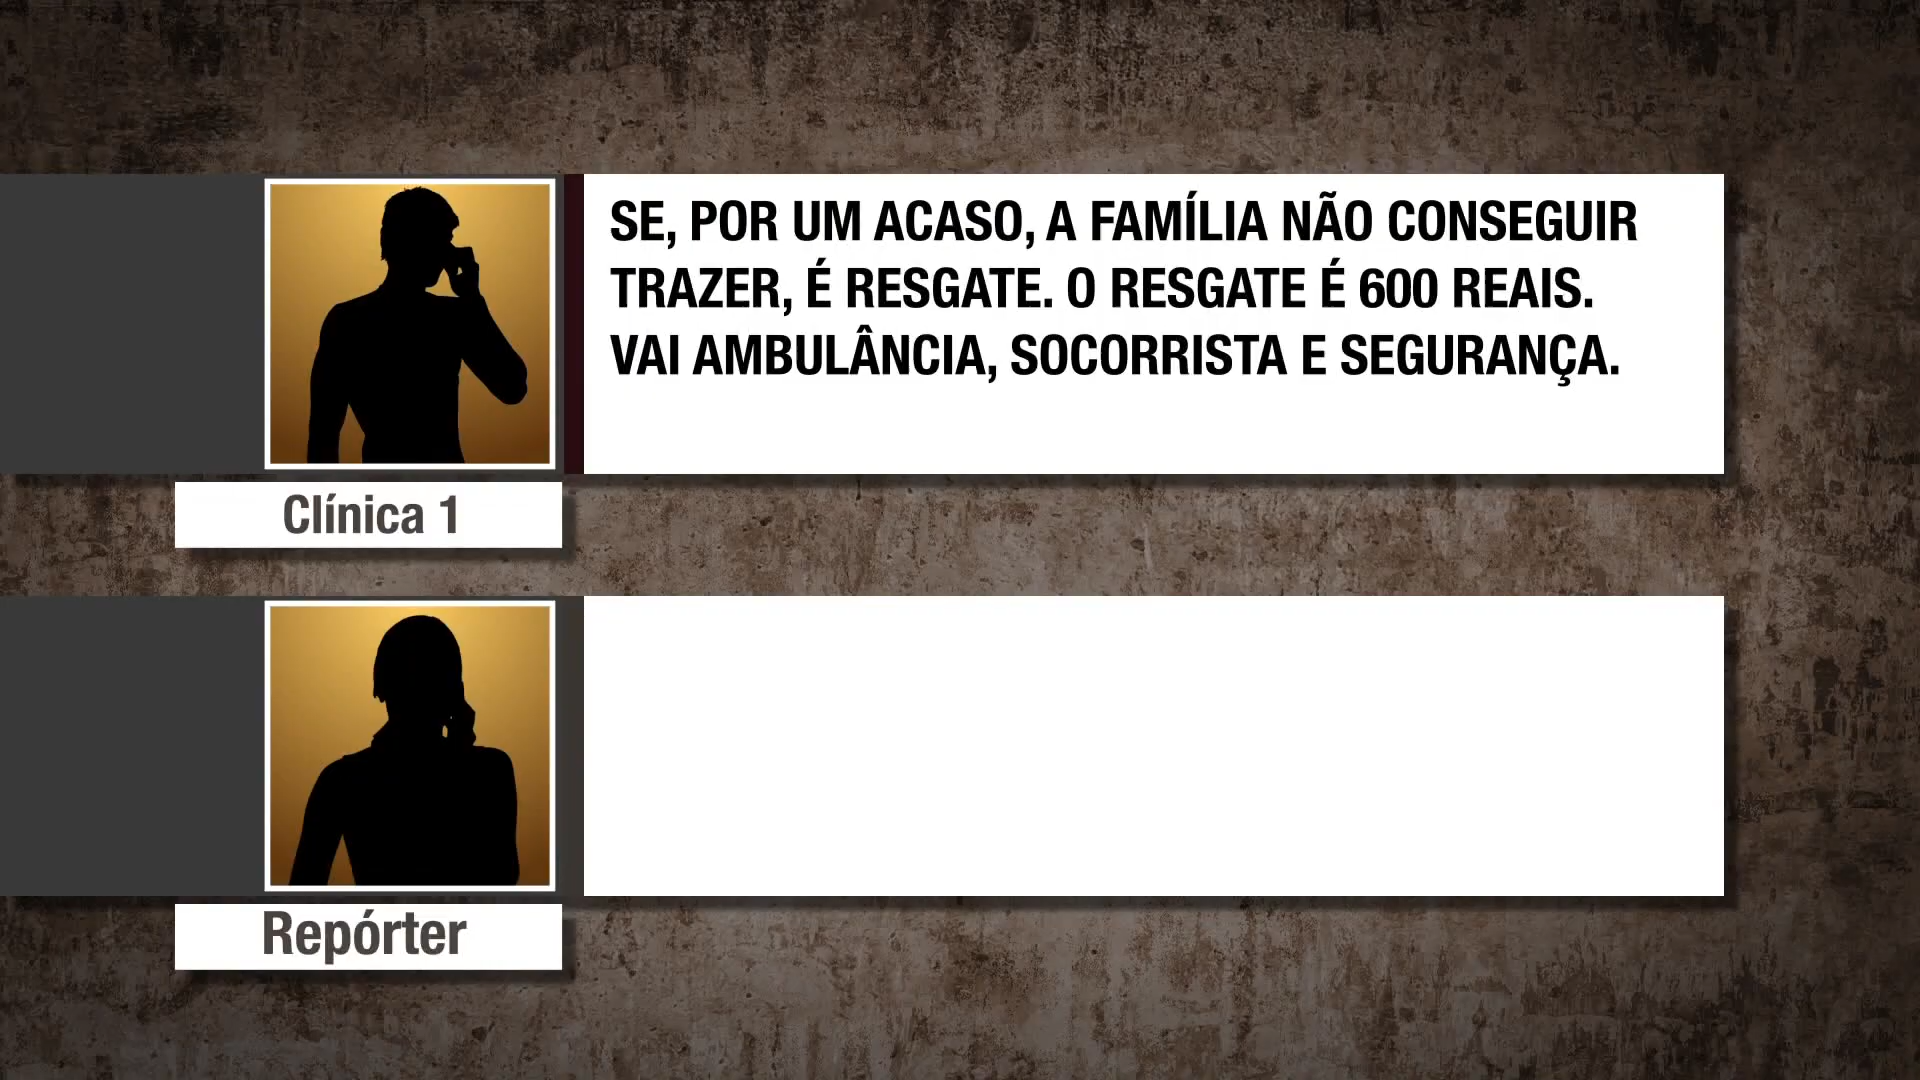 SE, POR UM ACASO, A FAMÍLIA NÃO CONSEGUIR
TRAZER, É RESGATE. O RESGATE É 600 REAIS.
VAI AMBULÂNCIA, SOCORRISTA E SEGURANÇA.
Clínica 1
Repórter